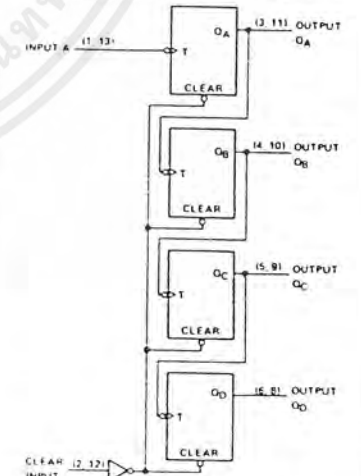 QA
(3, 11) OUTPUT
QA
INPUT A (1, 13)
T
CLEAR
QB
(4, 10) OUTPUT
QB
T
CLEAR
QC
(5, 9) OUTPUT
QC
T
CLEAR
QD
(6, 8) OUTPUT
QD
T
CLEAR
CLEAR (2, 12)
INPUT